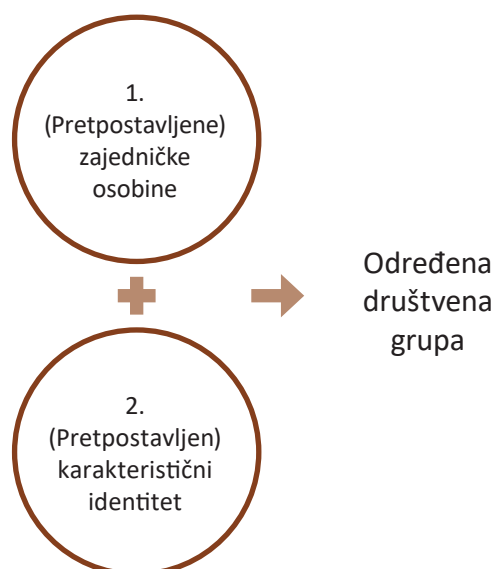 1.
(Pretpostavljene)
zajedničke
osobine
Određena
društvena
grupa
2.
(Pretpostavljen)
karakteristični
identitet